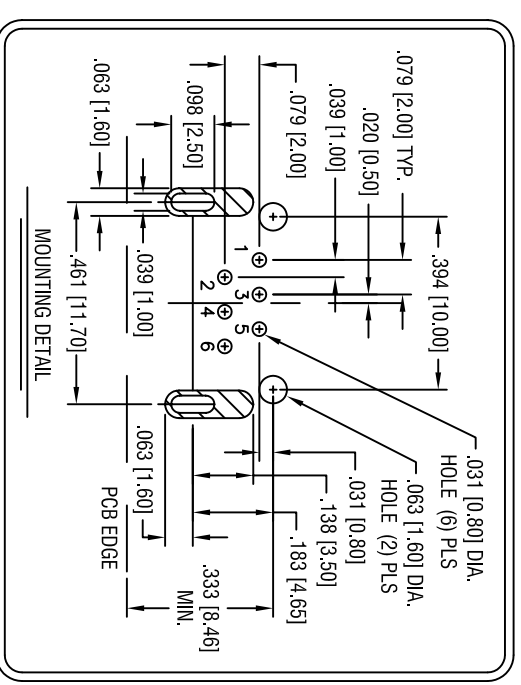 .079 [2.00] TYP.
.020 [0.50]
.039 [1.00]
.079 [2.00]
.098 [2.50]
.063 [1.60]
.394 [10.00]
.031 [0.80] DIA.
HOLE (6) PLS
.063 [1.60] DIA.
HOLE (2) PLS
1
2
3
4
5
6
.031 [0.80]
.138 [3.50]
.183 [4.65]
.333 [8.46]
MIN.
.039 [1.00]
.461 [11.70]
.063 [1.60]
PCB EDGE
MOUNTING DETAIL